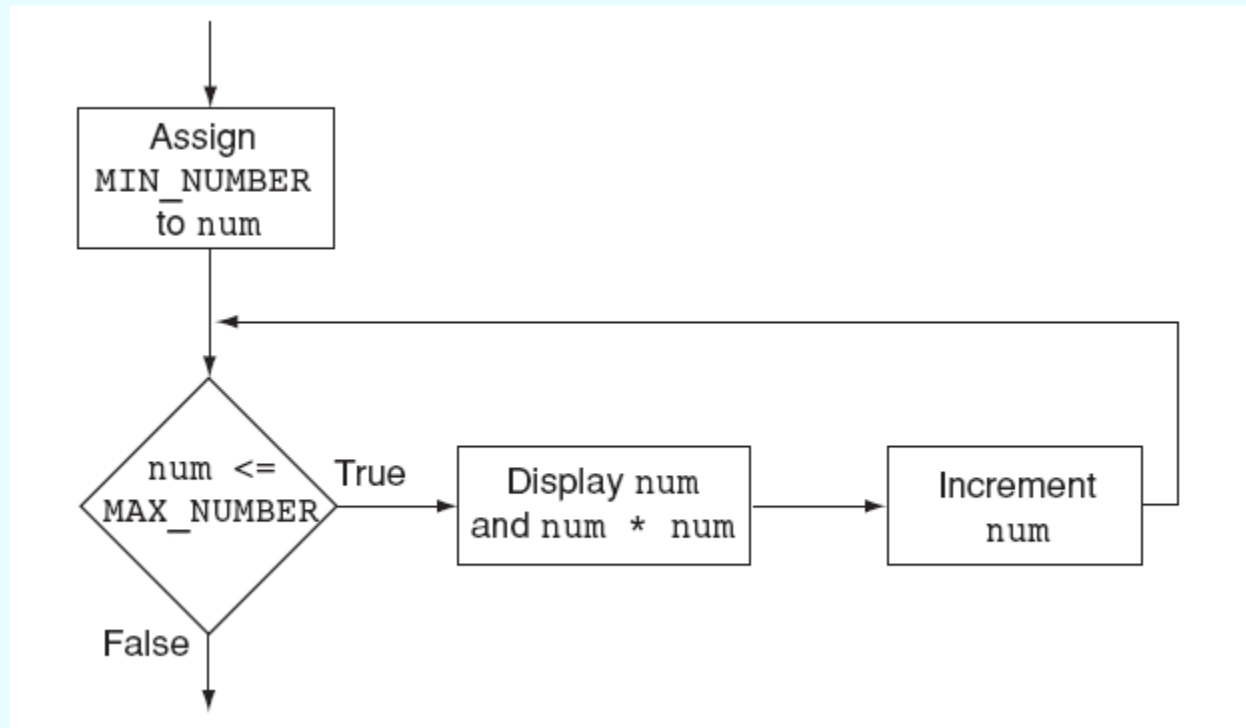 Assign
MIN_NUMBER
to num
num <=
MAX_NUMBER
True
Display num
and num * num
Increment
num
False